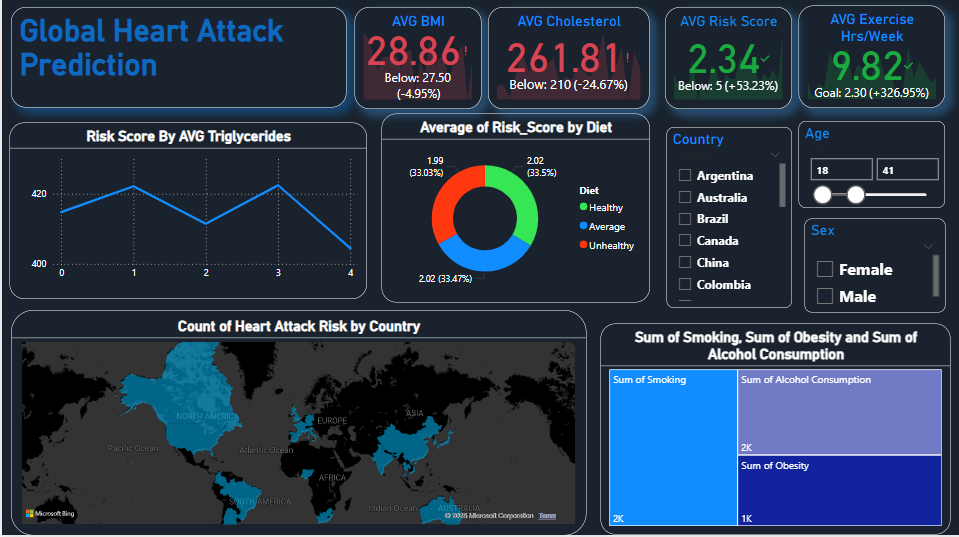 Global Heart Attack
Prediction
AVG BMI
28.86!
Below: 27.50
(-4.95%)
AVG Cholesterol
261.81!
Below: 210 (-24.67%)
AVG Risk Score
2.34✓
Below: 5 (+53.23%)
AVG Exercise
Hrs/Week
9.82✓
Goal: 2.30 (+326.95%)
Risk Score By AVG Triglycerides
420
400
0 1 2 3 4
Average of Risk_Score by Diet
1.99
(33.03%)
2.02
(33.5%)
2.02 (33.47%)
Diet
Healthy
Average
Unhealthy
Country
Argentina
Australia
Brazil
Canada
China
Colombia
Age
18 41
Sex
Female
Male
Count of Heart Attack Risk by Country
NORTH AMERICA
EUROPE
ASIA
Pacific Ocean
Atlantic Ocean
AFRICA
SOUTH AMERICA
Indian Ocean
AUSTRALIA
Microsoft Bing
© 2025 Microsoft Corporation Terms
Sum of Smoking, Sum of Obesity and Sum of
Alcohol Consumption
Sum of Smoking
2K
Sum of Alcohol Consumption
2K
Sum of Obesity
1K